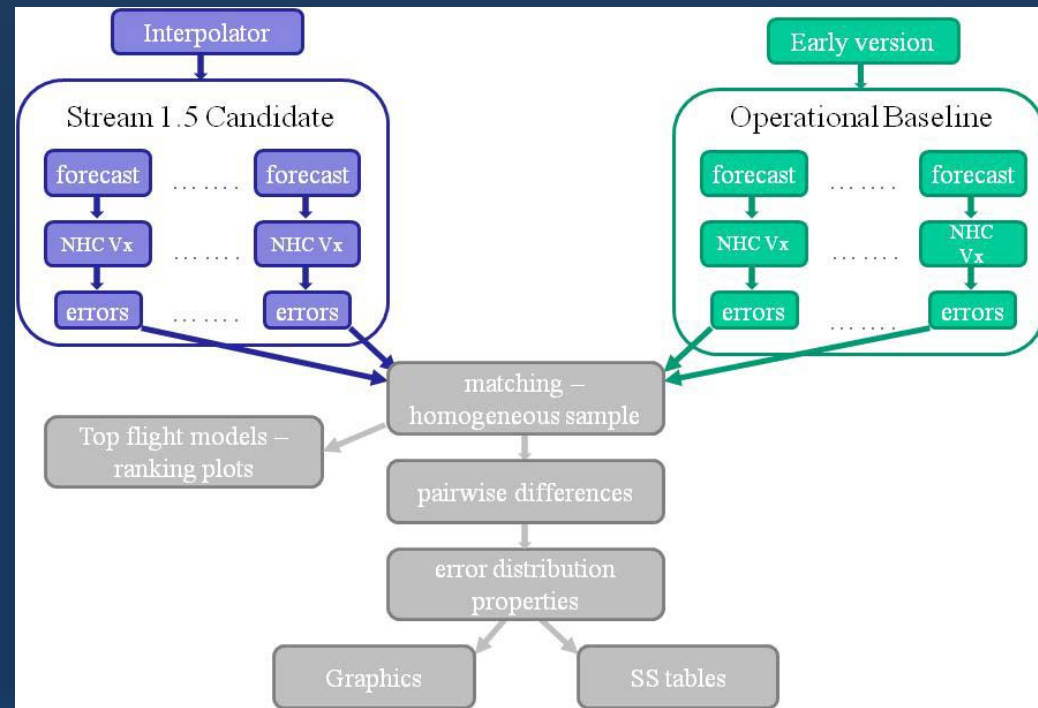 Interpolator
Early version
Stream 1.5 Candidate
Operational Baseline
forecast ... .... forecast
forecast ... .... forecast
NHC Vx ... .... NHC Vx
NHC Vx ... .... NHC
Vx
errors ... .... errors
errors ... .... errors
matching –
homogeneous sample
Top flight models –
ranking plots
pairwise differences
error distribution
properties
Graphics
SS tables